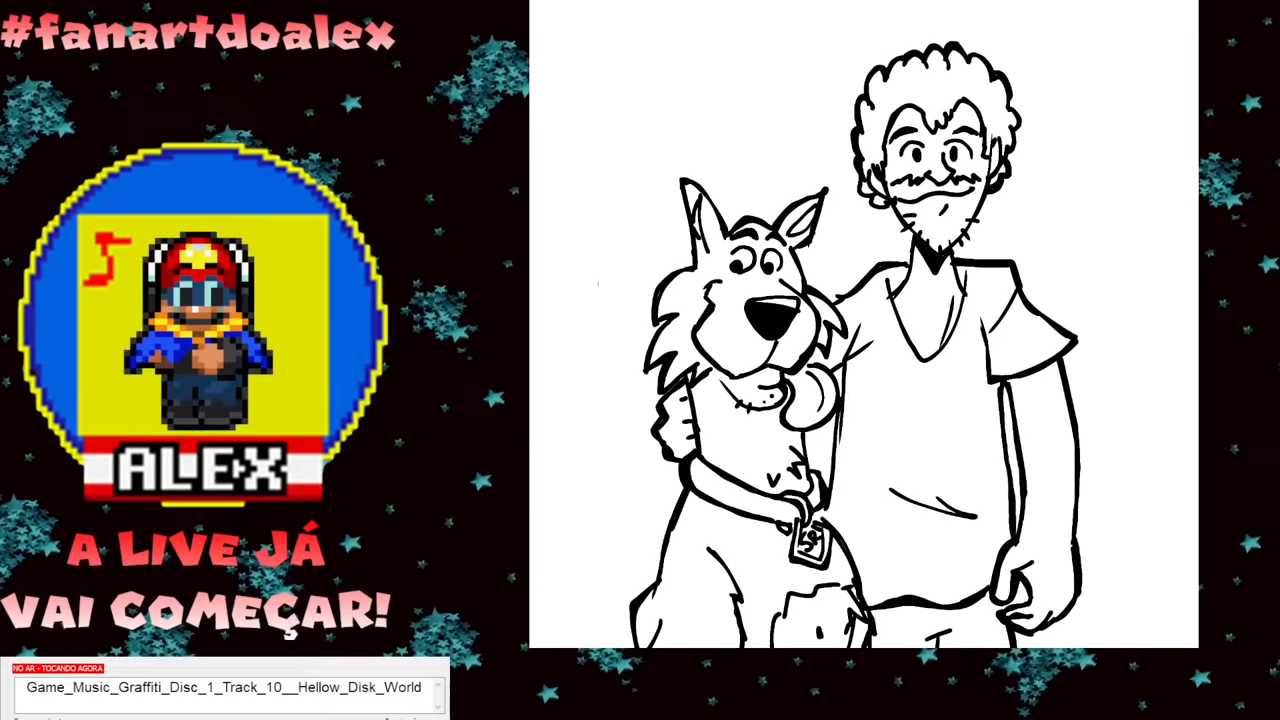 #fanartdoalex
ALEX
A LIVE JÁ
VAI COMEÇAR!
NO AR - TOCANDO AGORA
Game_Music_Graffiti_Disc_1_Track_10__Hellow_Disk_World